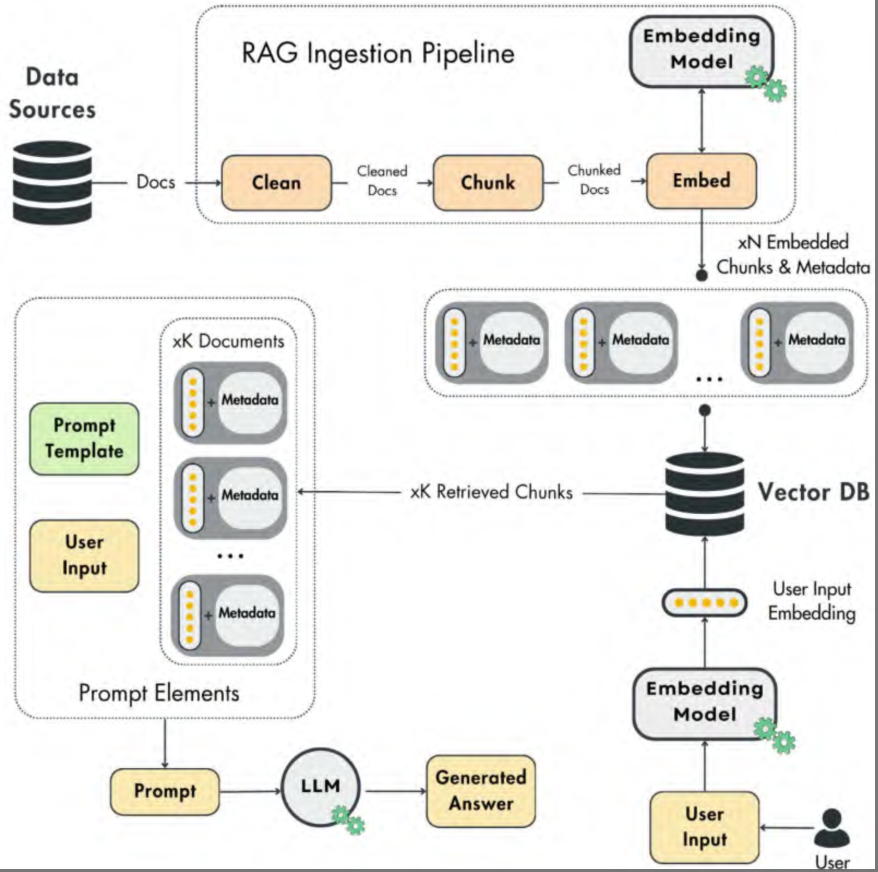 RAG Ingestion Pipeline
Embedding
Model
Data
Sources
Docs
Clean
Cleaned
Docs
Chunk
Chunked
Docs
Embed
xN Embedded
Chunks & Metadata
+ Metadata
+ Metadata
...
+ Metadata
xK Documents
+ Metadata
+ Metadata
...
+ Metadata
Prompt
Template
User
Input
Prompt Elements
xK Retrieved Chunks
Vector DB
User Input
Embedding
Embedding
Model
User
Input
User
Prompt
LLM
Generated
Answer